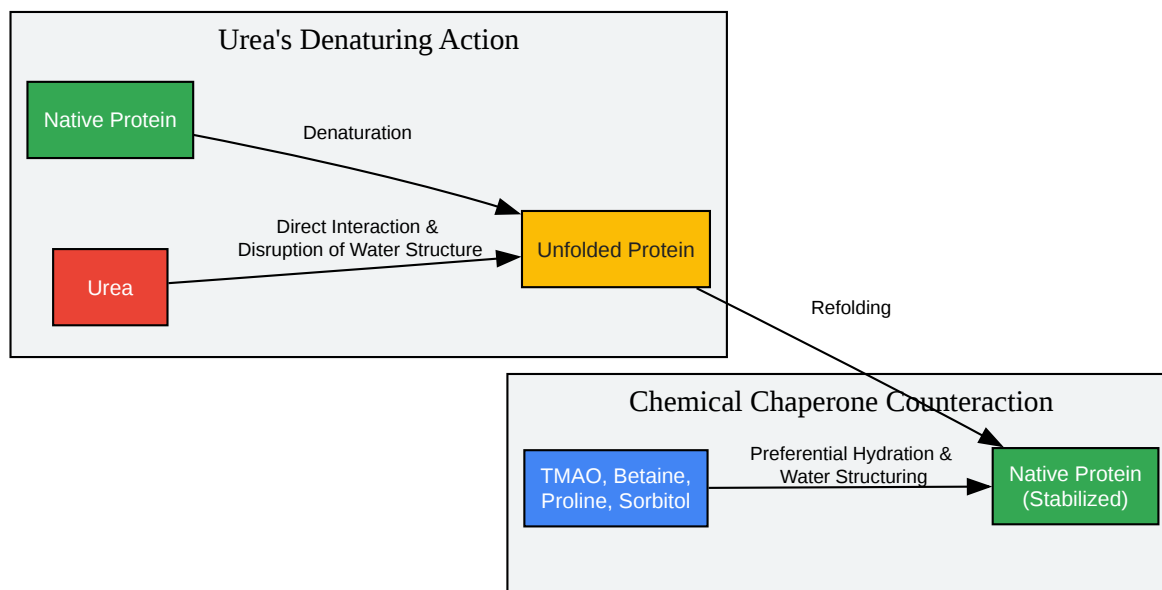 Urea's Denaturing Action
Native Protein
Denaturation
Direct Interaction &
Disruption of Water Structure
Unfolded Protein
Urea
Refolding
Chemical Chaperone Counteraction
TMAO, Betaine,
Proline, Sorbitol
Preferential Hydration &
Water Structuring
Native Protein
(Stabilized)